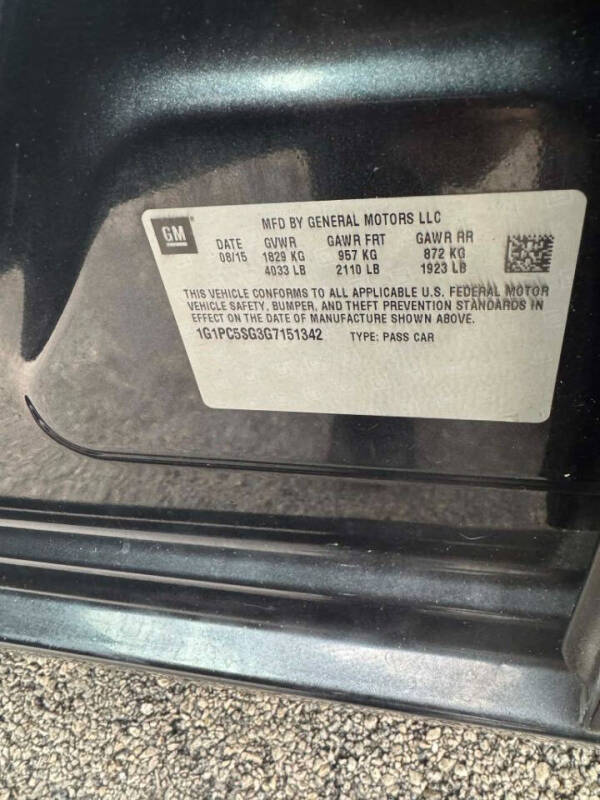 GM
MFD BY GENERAL MOTORS LLC
DATE GVWR GAWR FRT GAWR RR
08/15 1829 KG 957 KG 872 KG
4033 LB 2110 LB 1923 LB
THIS VEHICLE CONFORMS TO ALL APPLICABLE U.S. FEDERAL MOTOR
VEHICLE SAFETY, BUMPER, AND THEFT PREVENTION STANDARDS IN
EFFECT ON THE DATE OF MANUFACTURE SHOWN ABOVE.
1G1PC5SG3G7151342 TYPE: PASS CAR